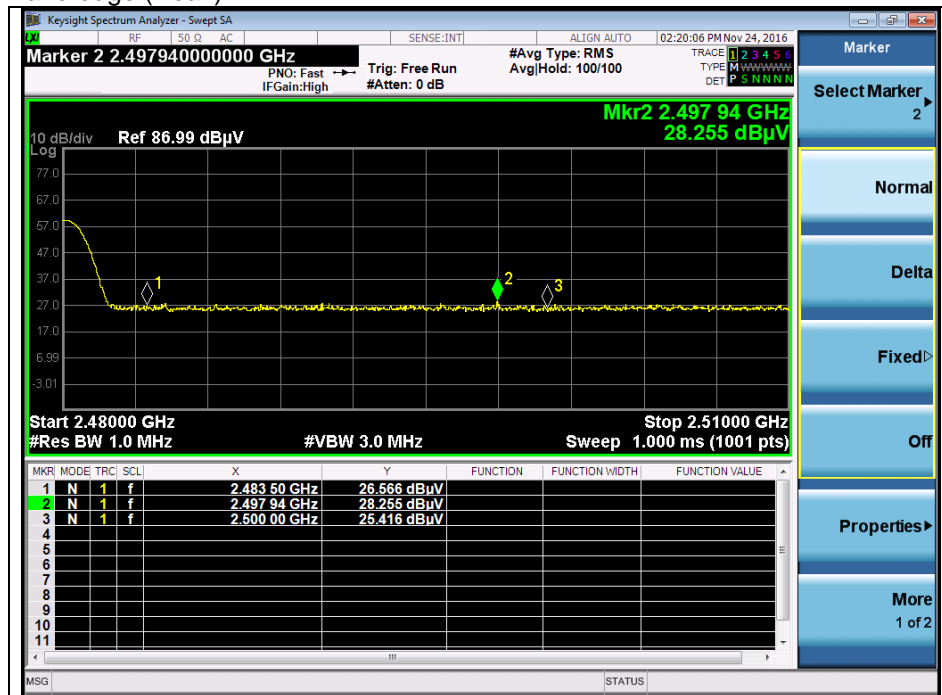 Keysight Spectrum Analyzer - Swept SA
LXI RF 50 Ω AC SENSE:INT ALIGN AUTO 02:20:06 PM Nov 24, 2016
Marker 2 2.497940000000 GHz
PNO: Fast
IFGain:High
Trig: Free Run
#Atten: 0 dB
#Avg Type: RMS
Avg|Hold: 100/100
TRACE 1 2 3 4 5 6
TYPE M WWWWW
DET P S N N N N
Mkr2 2.497 94 GHz
28.255 dBµV
10 dB/div Ref 86.99 dBµV
Log
77.0
67.0
57.0
47.0
37.0
27.0
17.0
6.99
-3.01
1
2
3
Start 2.48000 GHz Stop 2.51000 GHz
#Res BW 1.0 MHz #VBW 3.0 MHz Sweep 1.000 ms (1001 pts)
MKR MODE TRC SCL X Y FUNCTION FUNCTION WIDTH FUNCTION VALUE
1 N 1 f 2.483 50 GHz 26.566 dBµV
2 N 1 f 2.497 94 GHz 28.255 dBµV
3 N 1 f 2.500 00 GHz 25.416 dBµV
4
5
6
7
8
9
10
11
MSG STATUS
Marker
Select Marker
2
Normal
Delta
Fixed
Off
Properties
More
1 of 2